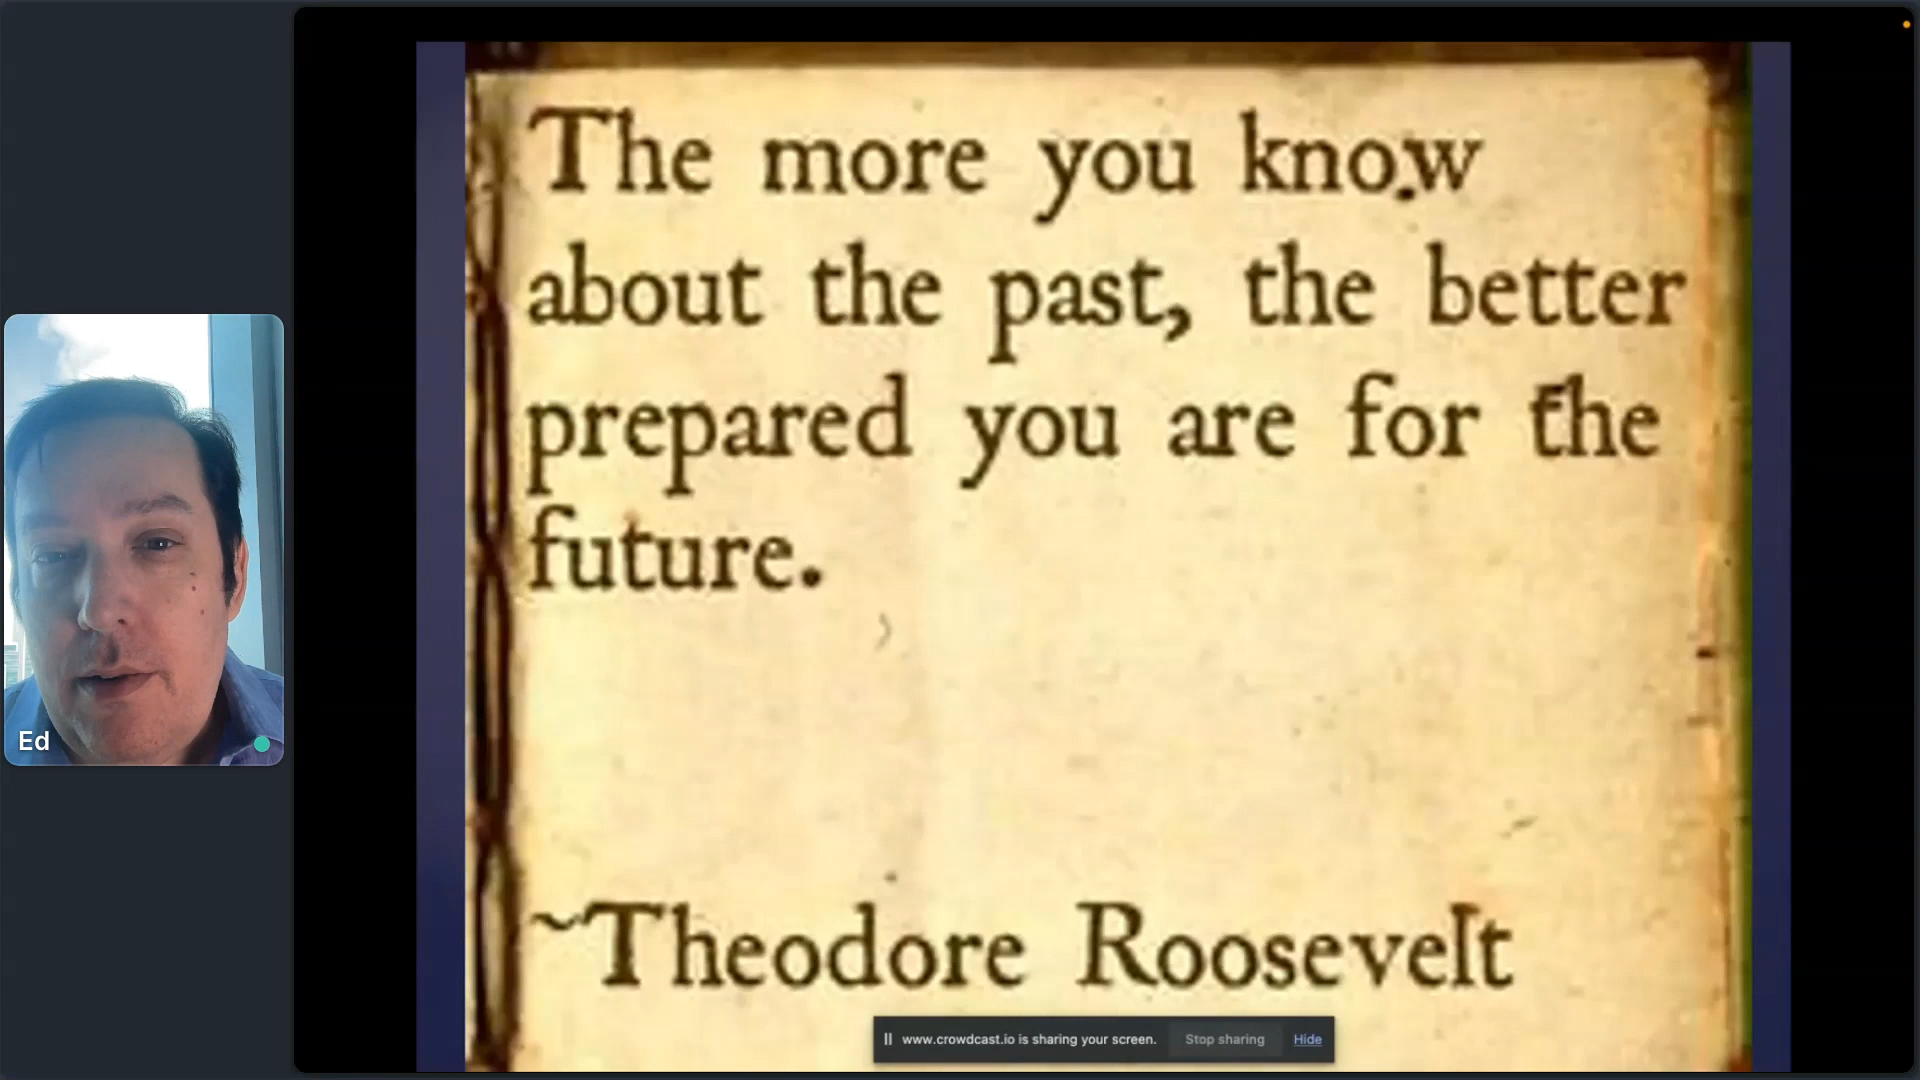 The more you know
about the past, the better
prepared you are for the
future.
~Theodore Roosevelt
Ed
www.crowdcast.io is sharing your screen. Stop sharing Hide